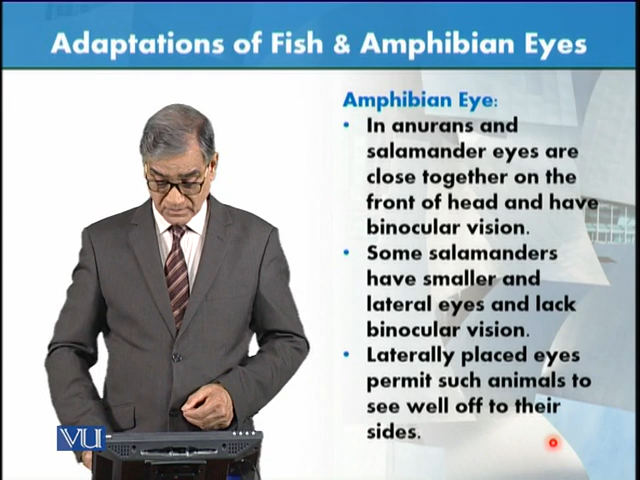 Adaptations of Fish & Amphibian Eyes
Amphibian Eye:
• In anurans and
salamander eyes are
close together on the
front of head and have
binocular vision.
• Some salamanders
have smaller and
lateral eyes and lack
binocular vision.
• Laterally placed eyes
permit such animals to
see well off to their
sides.
VU